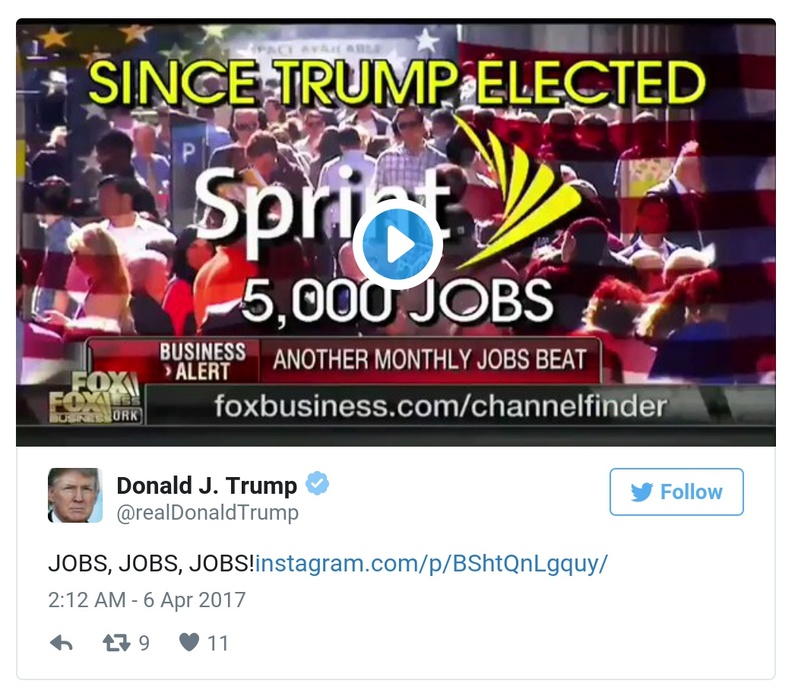 SPACE AVAILABLE
SINCE TRUMP ELECTED
P
Sprint
5,000 JOBS
BUSINESS ALERT
ANOTHER MONTHLY JOBS BEAT
FOX
FOX
BUSINESS
foxbusiness.com/channelfinder
Donald J. Trump
@realDonaldTrump
Follow
JOBS, JOBS, JOBS!instagram.com/p/BShtQnLgquy/
2:12 AM - 6 Apr 2017
9 11